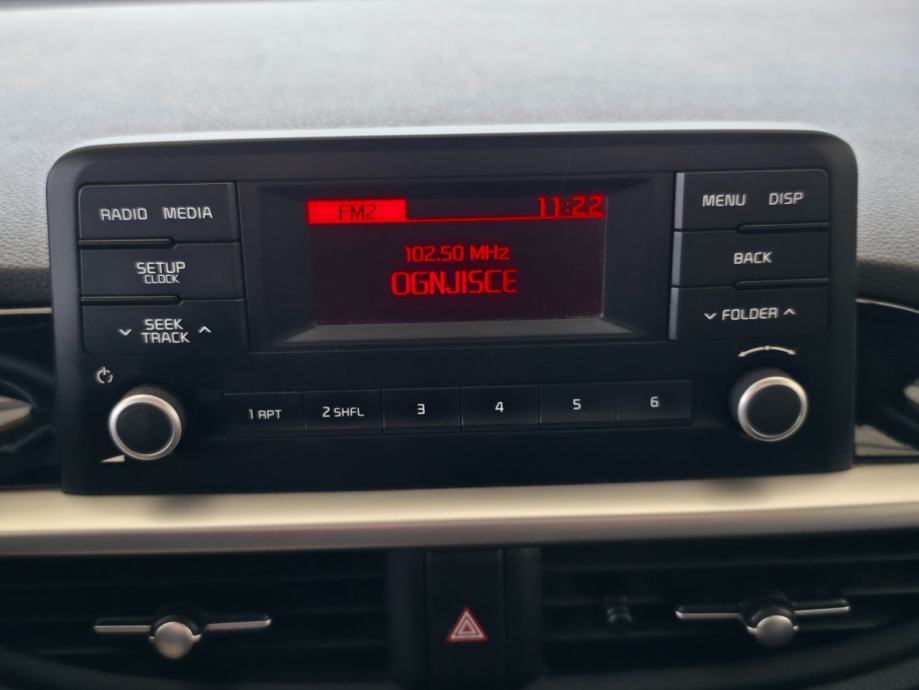 RADIO MEDIA
SETUP
CLOCK
SEEK
TRACK
FM2 11:22
102.50 MHz
OGNJISCE
MENU DISP
BACK
FOLDER
1 RPT 2 SHFL 3 4 5 6